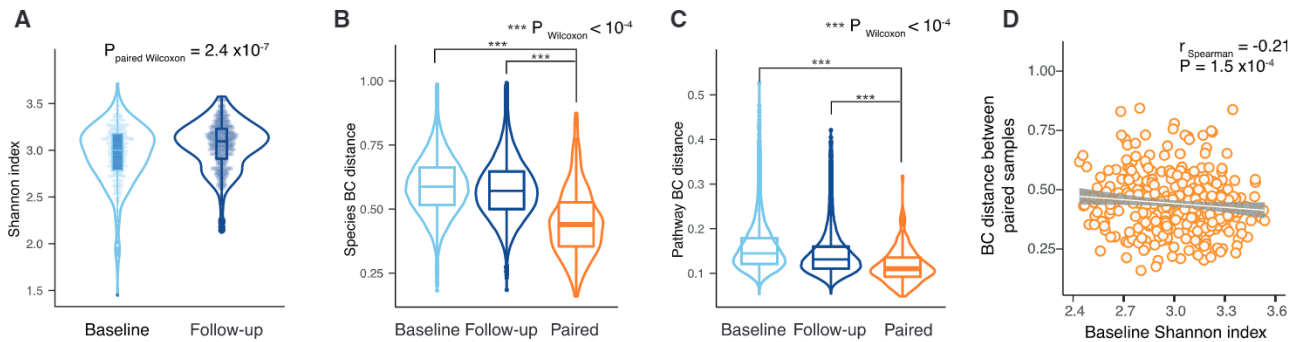 A
P paired Wilcoxon = 2.4 x10-7
Shannon index
3.5
3.0
2.5
2.0
1.5
Baseline Follow-up
B
*** P Wilcoxon < 10-4
***
***
Species BC distance
1.00
0.75
0.50
0.25
Baseline Follow-up Paired
C
*** P Wilcoxon < 10-4
***
***
Pathway BC distance
0.5
0.4
0.3
0.2
0.1
Baseline Follow-up Paired
D
r Spearman = -0.21
P = 1.5 x10-4
BC distance between
paired samples
1.00
0.75
0.50
0.25
2.4 2.7 3.0 3.3 3.6
Baseline Shannon index